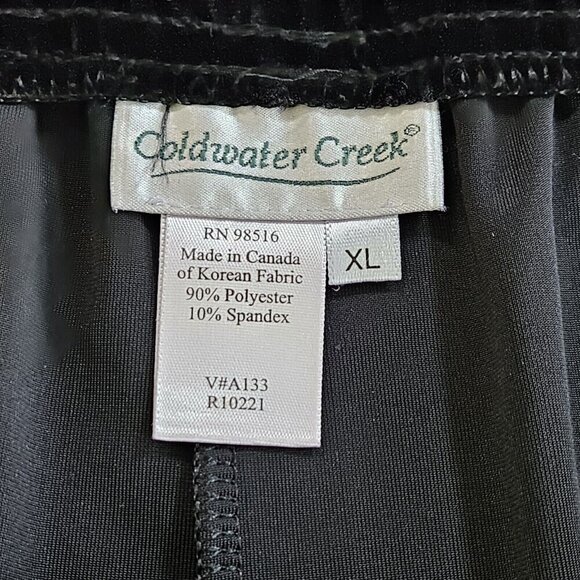 Coldwater Creek®
RN 98516
Made in Canada
of Korean Fabric
90% Polyester
10% Spandex
V#A133
R10221
XL